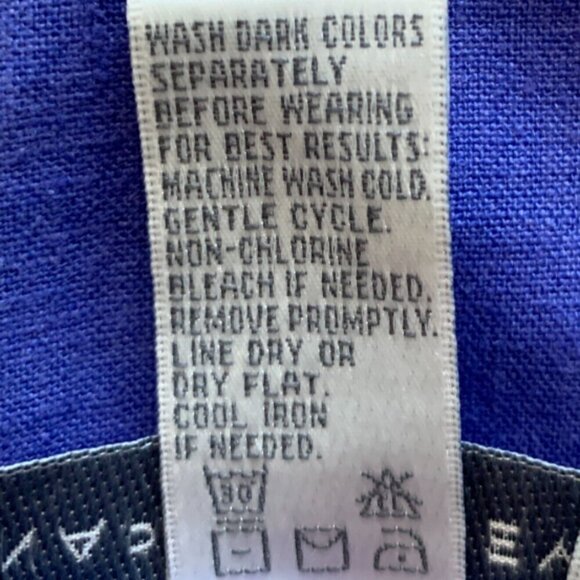 WASH DARK COLORS
SEPARATELY
BEFORE WEARING
FOR BEST RESULTS:
MACHINE WASH COLD.
GENTLE CYCLE.
NON-CHLORINE
BLEACH IF NEEDED.
REMOVE PROMPTLY.
LINE DRY OR
DRY FLAT.
COOL IRON
IF NEEDED.
30